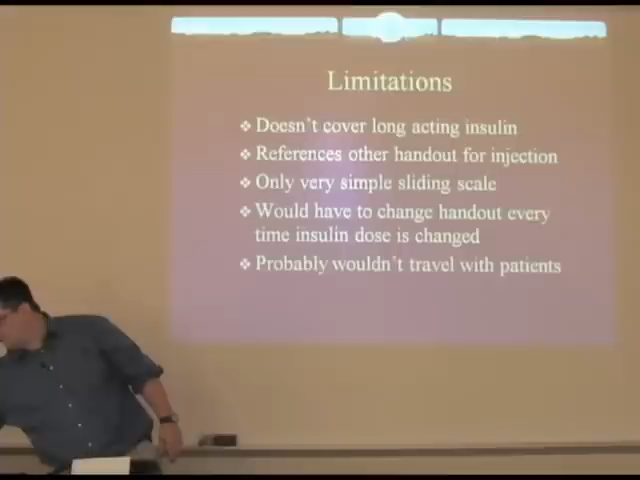 Limitations
❖ Doesn't cover long acting insulin
❖ References other handout for injection
❖ Only very simple sliding scale
❖ Would have to change handout every
time insulin dose is changed
❖ Probably wouldn't travel with patients